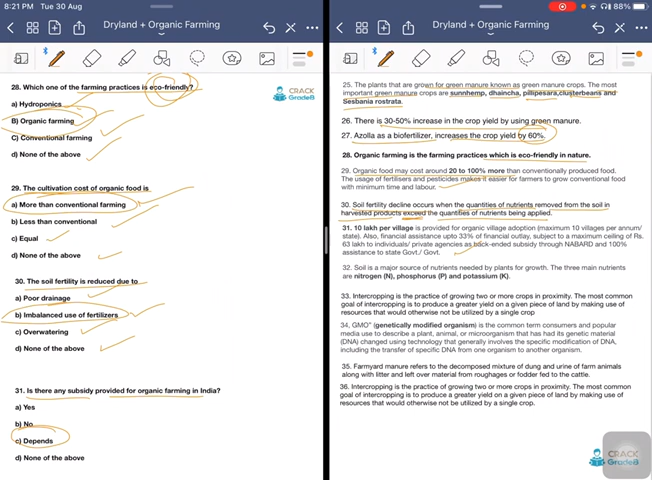 8:21 PM Tue 30 Aug
88%
Dryland + Organic Farming
28. Which one of the farming practices is eco-friendly?
a) Hydroponics
B) Organic farming
C) Conventional farming
d) None of the above
CRACK
GradeB
29. The cultivation cost of organic food is
a) More than conventional farming
b) Less than conventional
c) Equal
d) None of the above
30. The soil fertility is reduced due to
a) Poor drainage
b) Imbalanced use of fertilizers
c) Overwatering
d) None of the above
31. Is there any subsidy provided for organic farming in India?
a) Yes
b) No
c) Depends
d) None of the above
Dryland + Organic Farming
25. The plants that are grown for green manure known as green manure crops. The most
important green manure crops are sunnhemp, dhaincha, pillipesara,clusterbeans and
Sesbania rostrata.
26. There is 30-50% increase in the crop yield by using green manure.
27. Azolla as a biofertilizer, increases the crop yield by 60%.
28. Organic farming is the farming practices which is eco-friendly in nature.
29. Organic food may cost around 20 to 100% more than conventionally produced food.
The usage of fertilisers and pesticides makes it easier for farmers to grow conventional food
with minimum time and labour.
30. Soil fertility decline occurs when the quantities of nutrients removed from the soil in
harvested products exceed the quantities of nutrients being applied.
31. 10 lakh per village is provided for organic village adoption (maximum 10 villages per annum/
state). Also, financial assistance upto 33% of financial outlay, subject to a maximum ceiling of Rs.
63 lakh to individuals/ private agencies as back-ended subsidy through NABARD and 100%
assistance to state Govt./ Govt.
32. Soil is a major source of nutrients needed by plants for growth. The three main nutrients
are nitrogen (N), phosphorus (P) and potassium (K).
33. Intercropping is the practice of growing two or more crops in proximity. The most common
goal of intercropping is to produce a greater yield on a given piece of land by making use of
resources that would otherwise not be utilized by a single crop
34, GMO" (genetically modified organism) is the common term consumers and popular
media use to describe a plant, animal, or microorganism that has had its genetic material
(DNA) changed using technology that generally involves the specific modification of DNA,
including the transfer of specific DNA from one organism to another organism.
35. Farmyard manure refers to the decomposed mixture of dung and urine of farm animals
along with litter and left over material from roughages or fodder fed to the cattle.
36. Intercropping is the practice of growing two or more crops in proximity. The most common
goal of intercropping is to produce a greater yield on a given piece of land by making use of
resources that would otherwise not be utilized by a single crop.
CRACK
GradeB